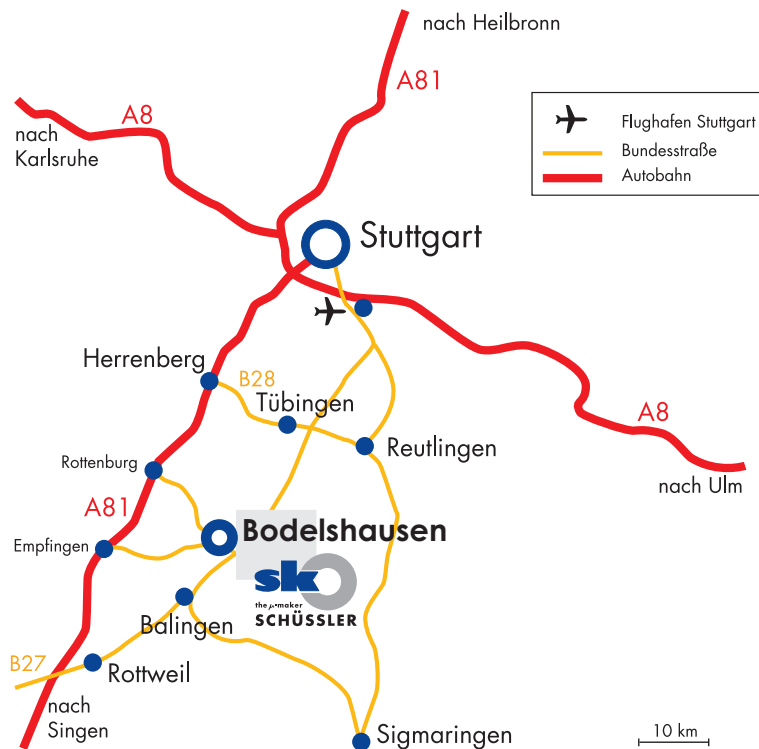 nach Heilbronn
A81
A8
nach
Karlsruhe
Flughafen Stuttgart
Bundesstraße
Autobahn
Stuttgart
Herrenberg
B28
Tübingen
Reutlingen
A8
nach Ulm
Rottenburg
A81
Bodelshausen
Empfingen
sko
the µ-maker
SCHÜSSLER
Balingen
B27
Rottweil
nach
Singen
Sigmaringen
10 km